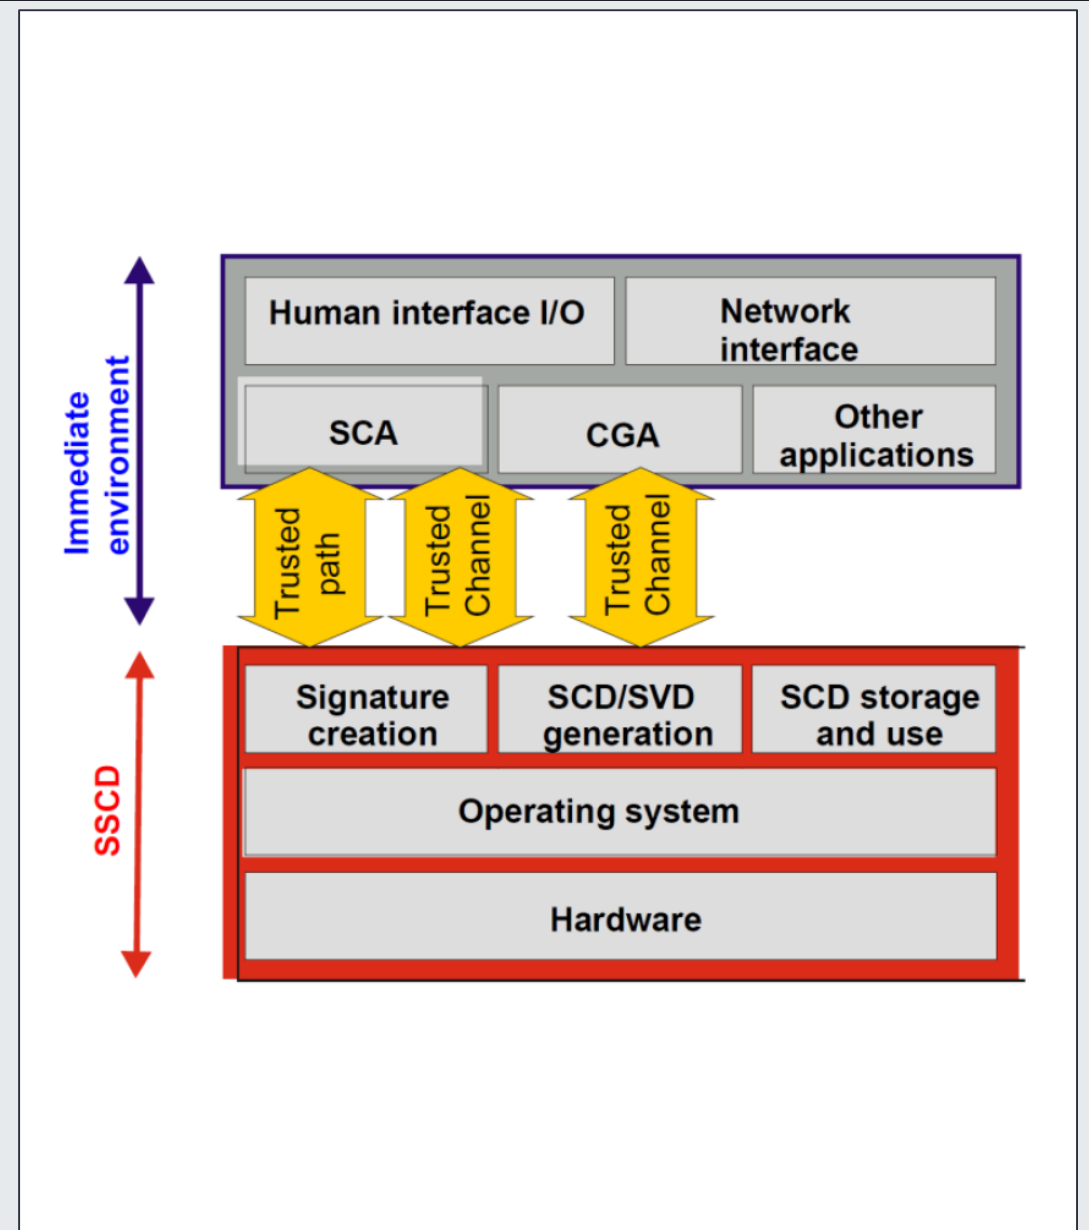 Human interface I/O
Network
interface
Immediate
environment
SCA
CGA
Other
applications
Trusted
path
Trusted
Channel
Trusted
Channel
Signature
creation
SCD/SVD
generation
SCD storage
and use
SSCD
Operating system
Hardware